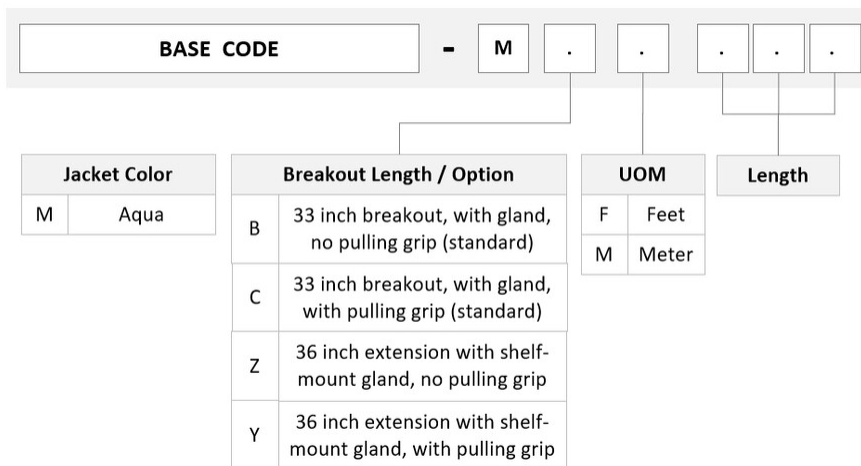 BASE CODE - M . . . . .
Jacket Color
M Aqua
Breakout Length / Option
B 33 inch breakout, with gland,
no pulling grip (standard)
C 33 inch breakout, with gland,
with pulling grip (standard)
Z 36 inch extension with shelf-
mount gland, no pulling grip
Y 36 inch extension with shelf-
mount gland, with pulling grip
UOM
F Feet
M Meter
Length